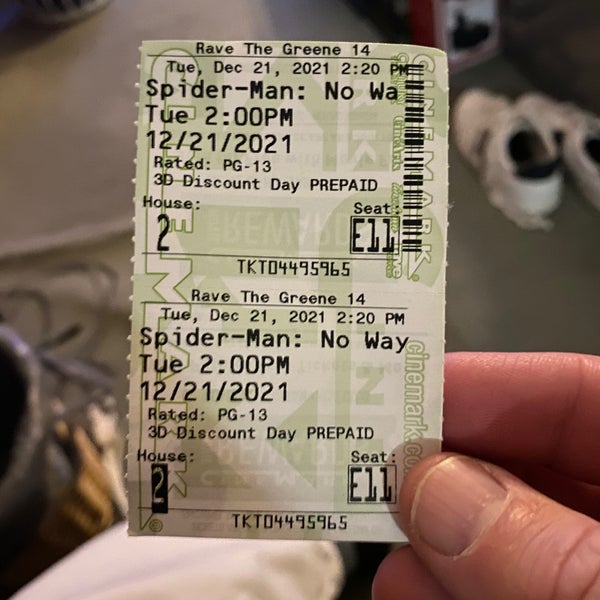 Rave The Greene 14
Tue, Dec 21, 2021 2:20 PM
Spider-Man: No Wa
Tue 2:00PM
12/21/2021
Rated: PG-13
3D Discount Day PREPAID
House: Seat:
2 E11
TKT04495965
Rave The Greene 14
Tue, Dec 21, 2021 2:20 PM
Spider-Man: No Way
Tue 2:00PM
12/21/2021
Rated: PG-13
3D Discount Day PREPAID
House: Seat:
2 E11
TKT04495965
CINEMARK
CINEMARK
cinemark.co